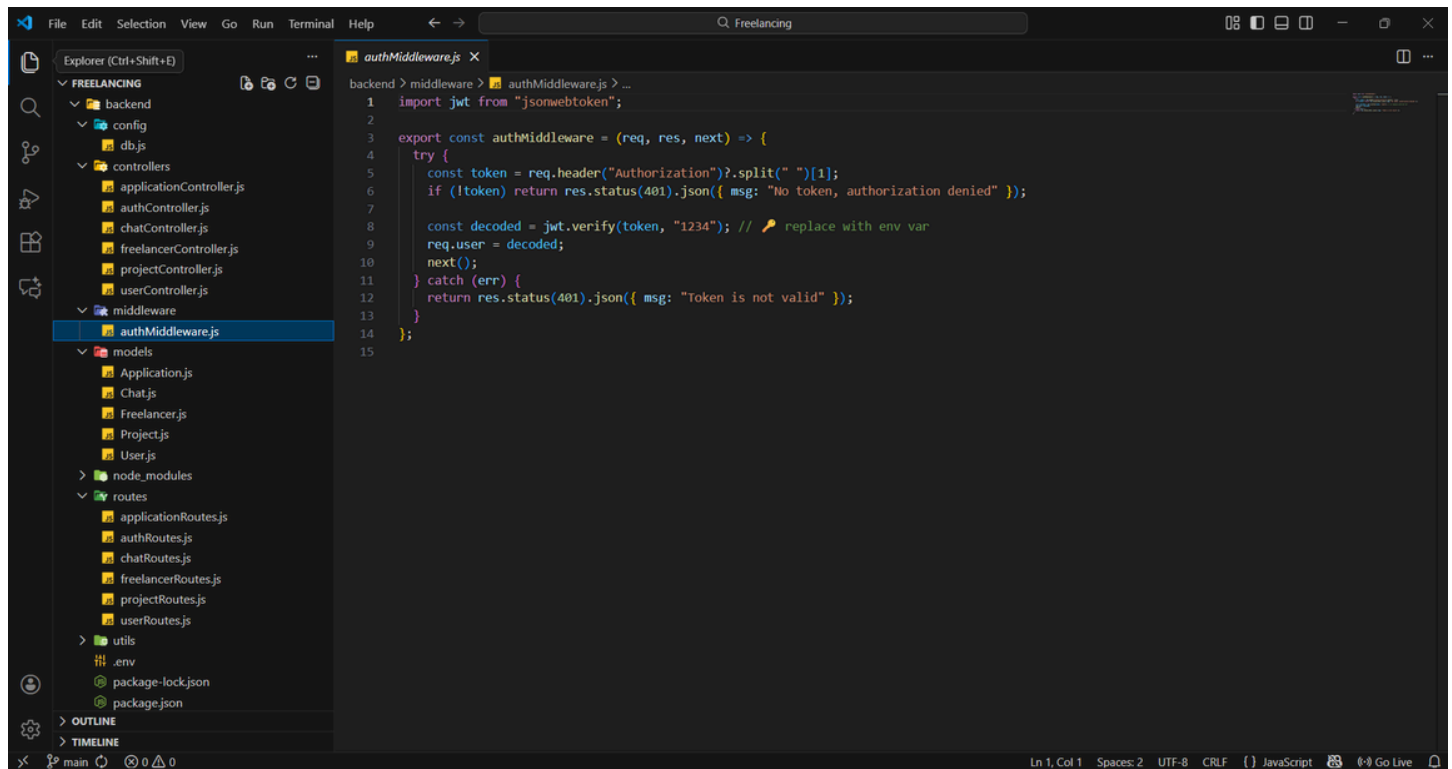 File Edit Selection View Go Run Terminal Help
Freelancing
Explorer (Ctrl+Shift+E)
FREELANCING
backend
config
db.js
controllers
applicationController.js
authController.js
chatController.js
freelancerController.js
projectController.js
userController.js
middleware
authMiddleware.js
models
Application.js
Chat.js
Freelancer.js
Project.js
User.js
node_modules
routes
applicationRoutes.js
authRoutes.js
chatRoutes.js
freelancerRoutes.js
projectRoutes.js
userRoutes.js
utils
.env
package-lock.json
package.json
OUTLINE
TIMELINE
JS authMiddleware.js
backend > middleware > JS authMiddleware.js > ...
1 import jwt from "jsonwebtoken";
2
3 export const authMiddleware = (req, res, next) => {
4 try {
5 const token = req.header("Authorization")?.split(" ")[1];
6 if (!token) return res.status(401).json({ msg: "No token, authorization denied" });
7
8 const decoded = jwt.verify(token, "1234"); // 🔑 replace with env var
9 req.user = decoded;
10 next();
11 } catch (err) {
12 return res.status(401).json({ msg: "Token is not valid" });
13 }
14 };
15
main 0 0 Ln 1, Col 1 Spaces: 2 UTF-8 CRLF {} JavaScript Go Live